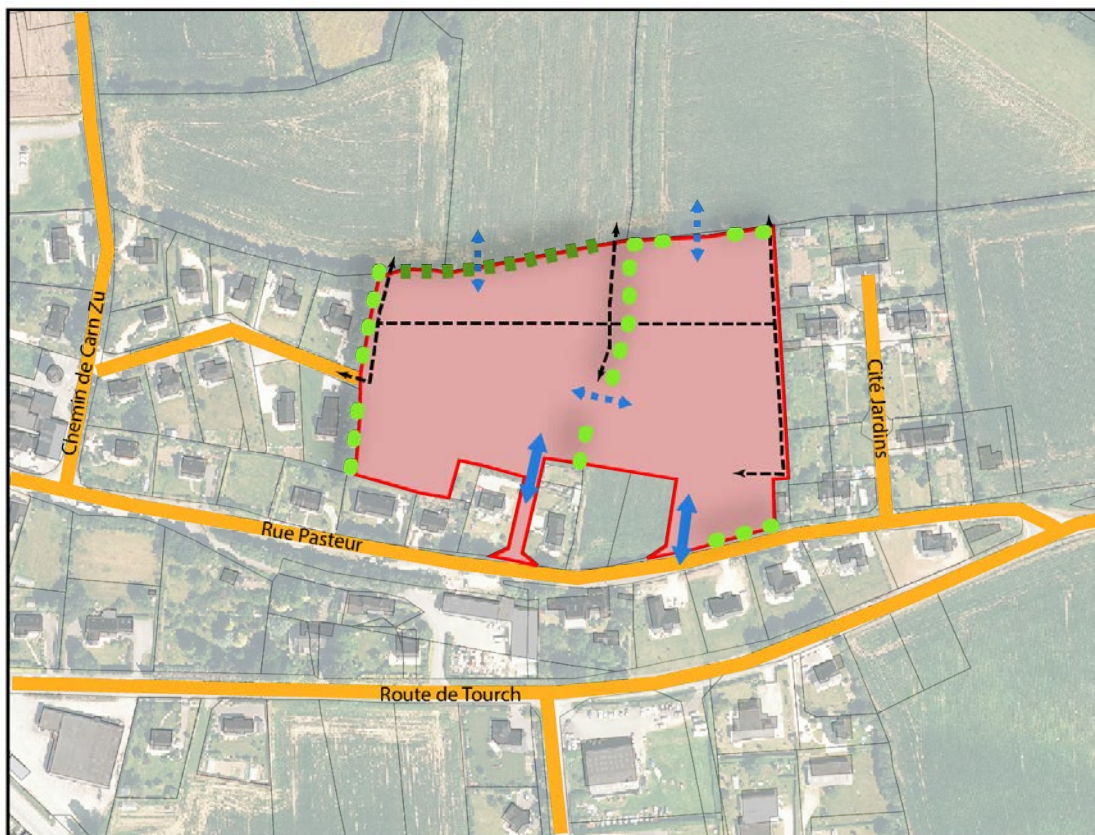 Chemin de Carn Zu
Cité Jardins
Rue Pasteur
Route de Tourch